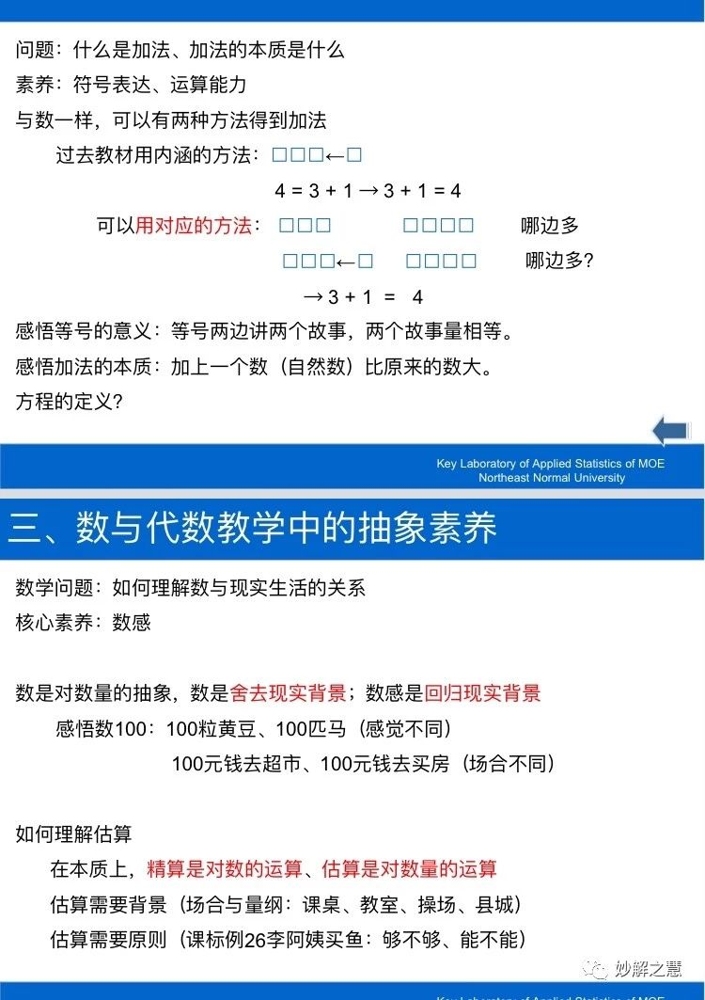 问题：什么是加法、加法的本质是什么
素养：符号表达、运算能力
与数一样，可以有两种方法得到加法
过去教材用内涵的方法：□□□←□
4 = 3 + 1 → 3 + 1 = 4
可以用对应的方法： □□□ □□□□ 哪边多
□□□←□ □□□□ 哪边多？
→ 3 + 1 = 4
感悟等号的意义：等号两边讲两个故事，两个故事量相等。
感悟加法的本质：加上一个数（自然数）比原来的数大。
方程的定义？
Key Laboratory of Applied Statistics of MOE
Northeast Normal University
三、数与代数教学中的抽象素养
数学问题：如何理解数与现实生活的关系
核心素养：数感
数是对数量的抽象，数是舍去现实背景；数感是回归现实背景
感悟数100：100粒黄豆、100匹马（感觉不同）
100元钱去超市、100元钱去买房（场合不同）
如何理解估算
在本质上，精算是对数的运算、估算是对数量的运算
估算需要背景（场合与量纲：课桌、教室、操场、县城）
估算需要原则（课标例26李阿姨买鱼：够不够、能不能）
妙解之慧
Key Laboratory of Applied Statistics of MOE